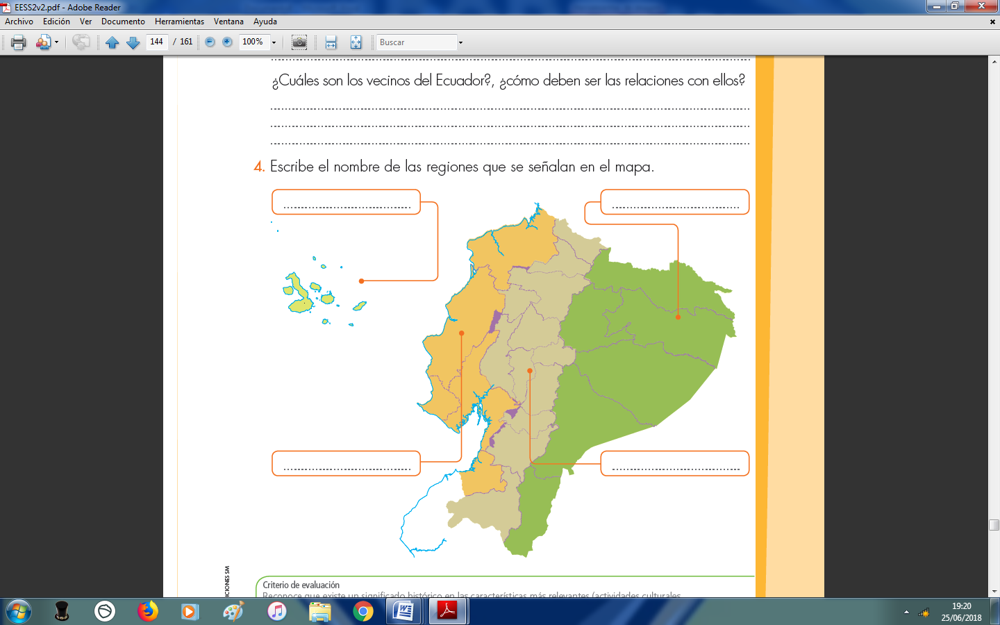 EESS2v2.pdf - Adobe Reader
Archivo Edición Ver Documento Herramientas Ventana Ayuda
144 / 161 100% Buscar
¿Cuáles son los vecinos del Ecuador?, ¿cómo deben ser las relaciones con ellos?
4. Escribe el nombre de las regiones que se señalan en el mapa.
Criterio de evaluación
Reconoce que existe un significado histórico en las características más relevantes (actividades culturales,
19:20
25/06/2018